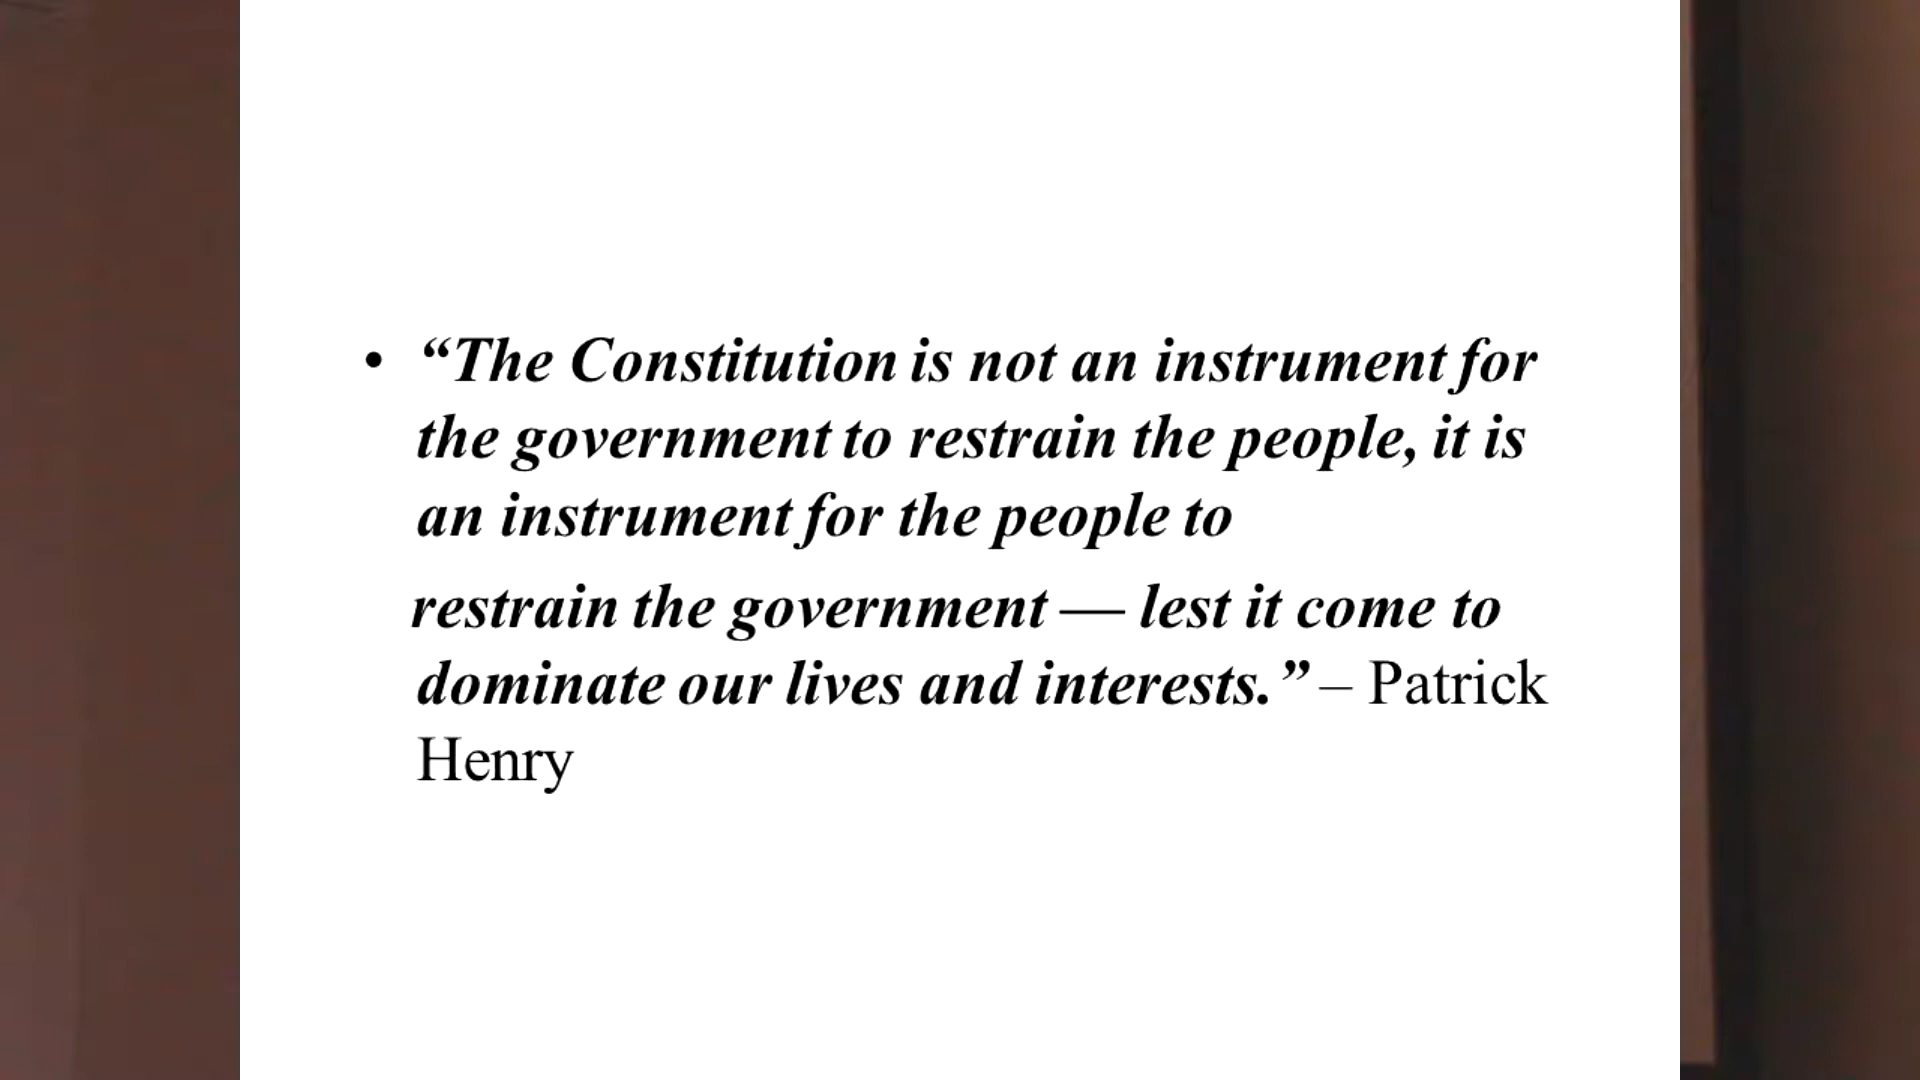 • “The Constitution is not an instrument for
the government to restrain the people, it is
an instrument for the people to
restrain the government — lest it come to
dominate our lives and interests.” – Patrick
Henry